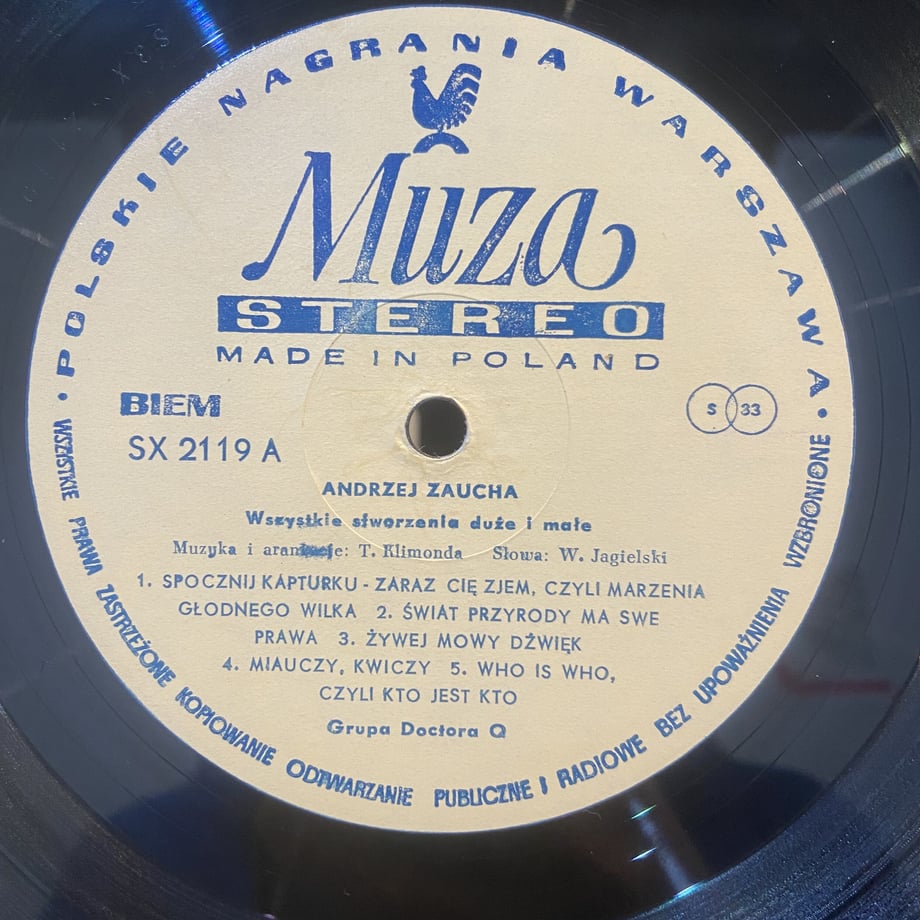 POLSKIE NAGRANIA WARSZAWA
Muza
STEREO
MADE IN POLAND
BIEM
S 33
SX 2119 A
ANDRZEJ ZAUCHA
Wszystkie stworzenia duże i małe
Muzyka i aranżacje: T. Klimonda Słowa: W. Jagielski
1. SPOCZNIJ KAPTURKU - ZARAZ CIĘ ZJEM, CZYLI MARZENIA
GŁODNEGO WILKA 2. ŚWIAT PRZYRODY MA SWE
PRAWA 3. ŻYWEJ MOWY DŹWIĘK
4. MIAUCZY, KWICZY 5. WHO IS WHO,
CZYLI KTO JEST KTO
Grupa Doctora Q
WSZYSTKIE PRAWA ZASTRZEŻONE KOPIOWANIE ODTWARZANIE PUBLICZNE I RADIOWE BEZ UPOWAŻNIENIA WZBRONIONE